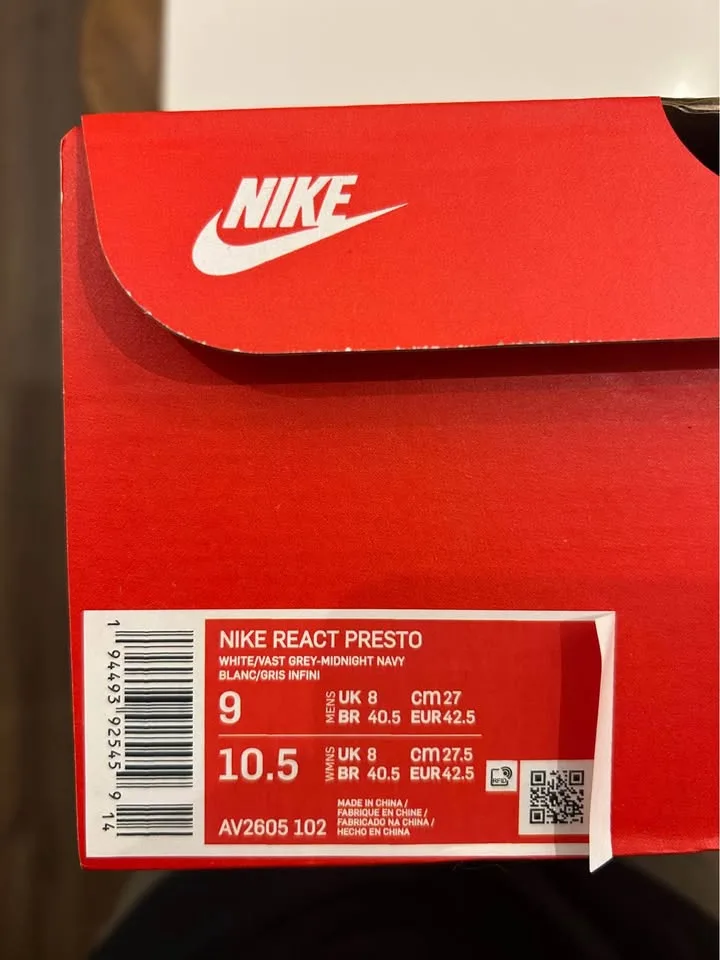 NIKE
1 94493 92545 9 14
NIKE REACT PRESTO
WHITE/VAST GREY-MIDNIGHT NAVY
BLANC/GRIS INFINI
9 MENS UK 8 CM 27
BR 40.5 EUR 42.5
10.5 WMNS UK 8 CM 27.5
BR 40.5 EUR 42.5
RFID
AV2605 102
MADE IN CHINA /
FABRIQUE EN CHINE /
FABRICADO NA CHINA /
HECHO EN CHINA